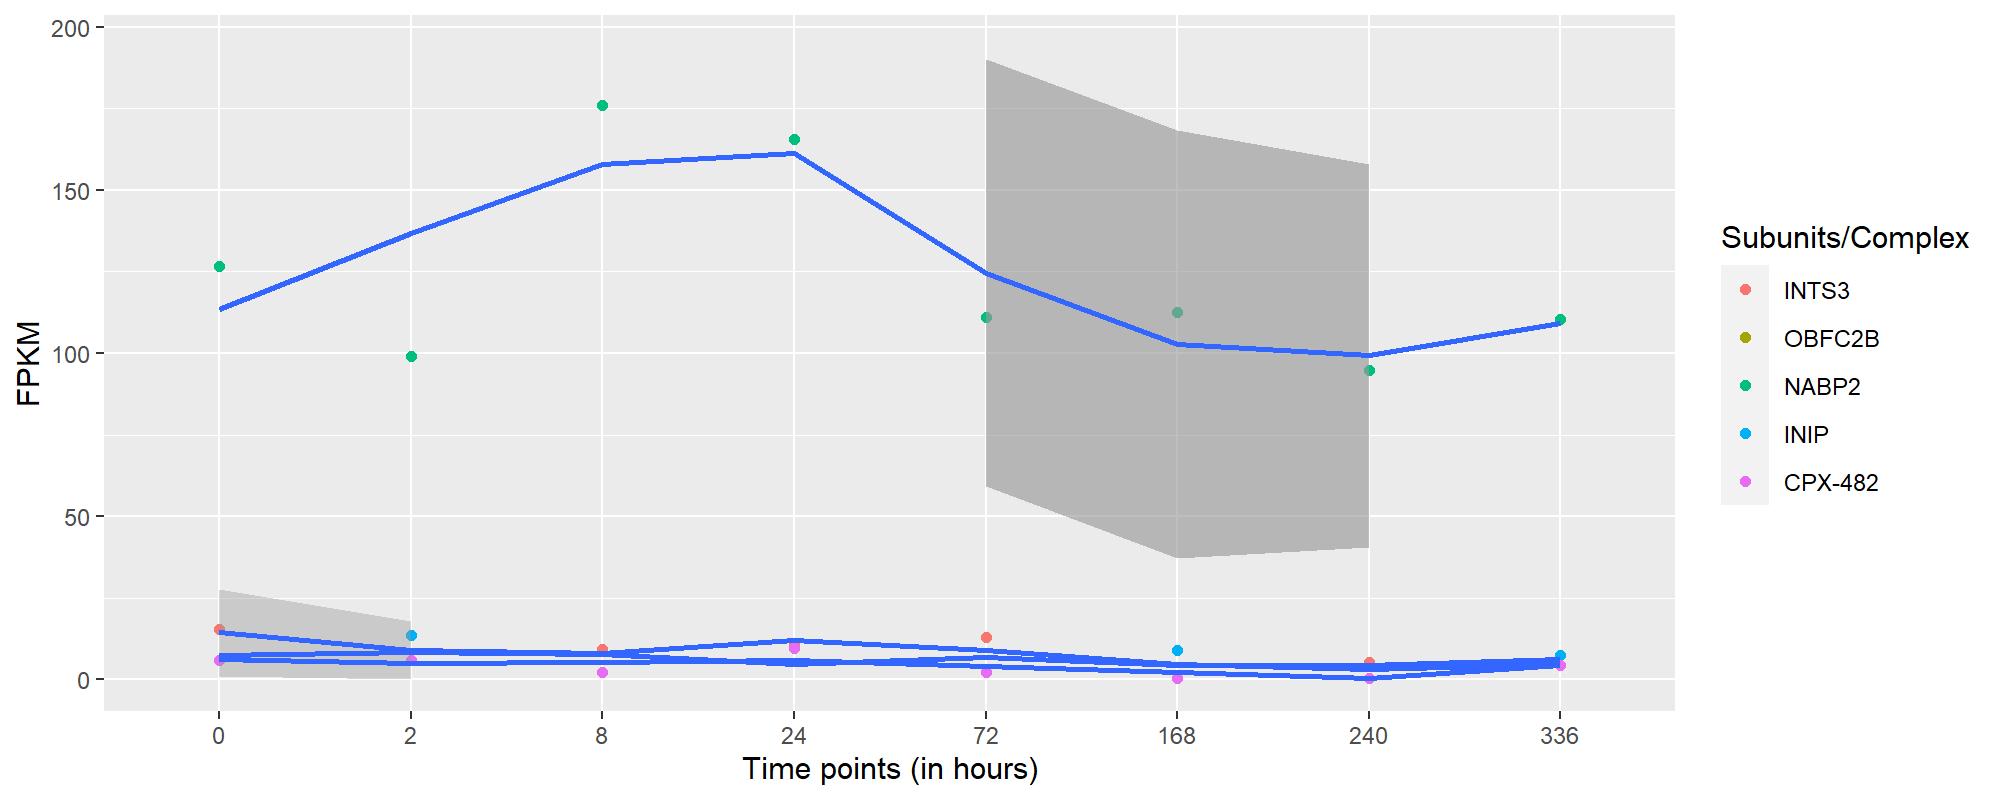 FPKM
200
150
100
50
0
0 2 8 24 72 168 240 336
Time points (in hours)
Subunits/Complex
INTS3
OBFC2B
NABP2
INIP
CPX-482